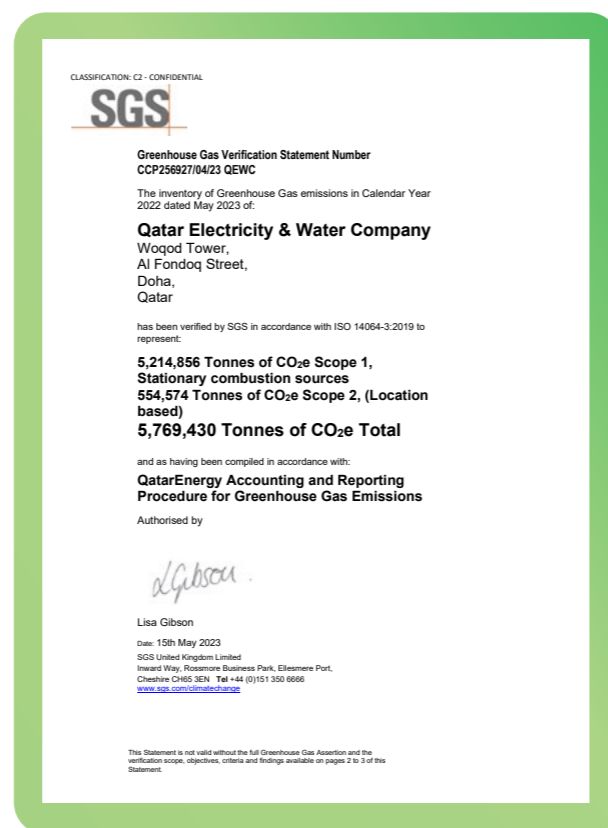 CLASSIFICATION: C2 - CONFIDENTIAL
SGS
Greenhouse Gas Verification Statement Number
CCP256927/04/23 QEWC
The inventory of Greenhouse Gas emissions in Calendar Year
2022 dated May 2023 of:
Qatar Electricity & Water Company
Woqod Tower,
Al Fondoq Street,
Doha,
Qatar
has been verified by SGS in accordance with ISO 14064-3:2019 to
represent:
5,214,856 Tonnes of CO2e Scope 1,
Stationary combustion sources
554,574 Tonnes of CO2e Scope 2, (Location
based)
5,769,430 Tonnes of CO2e Total
and as having been compiled in accordance with:
QatarEnergy Accounting and Reporting
Procedure for Greenhouse Gas Emissions
Authorised by
LGibson.
Lisa Gibson
Date: 15th May 2023
SGS United Kingdom Limited
Inward Way, Rossmore Business Park, Ellesmere Port,
Cheshire CH65 3EN Tel +44 (0)151 350 6666
www.sgs.com/climatechange
This Statement is not valid without the full Greenhouse Gas Assertion and the
verification scope, objectives, criteria and findings available on pages 2 to 3 of this
Statement.